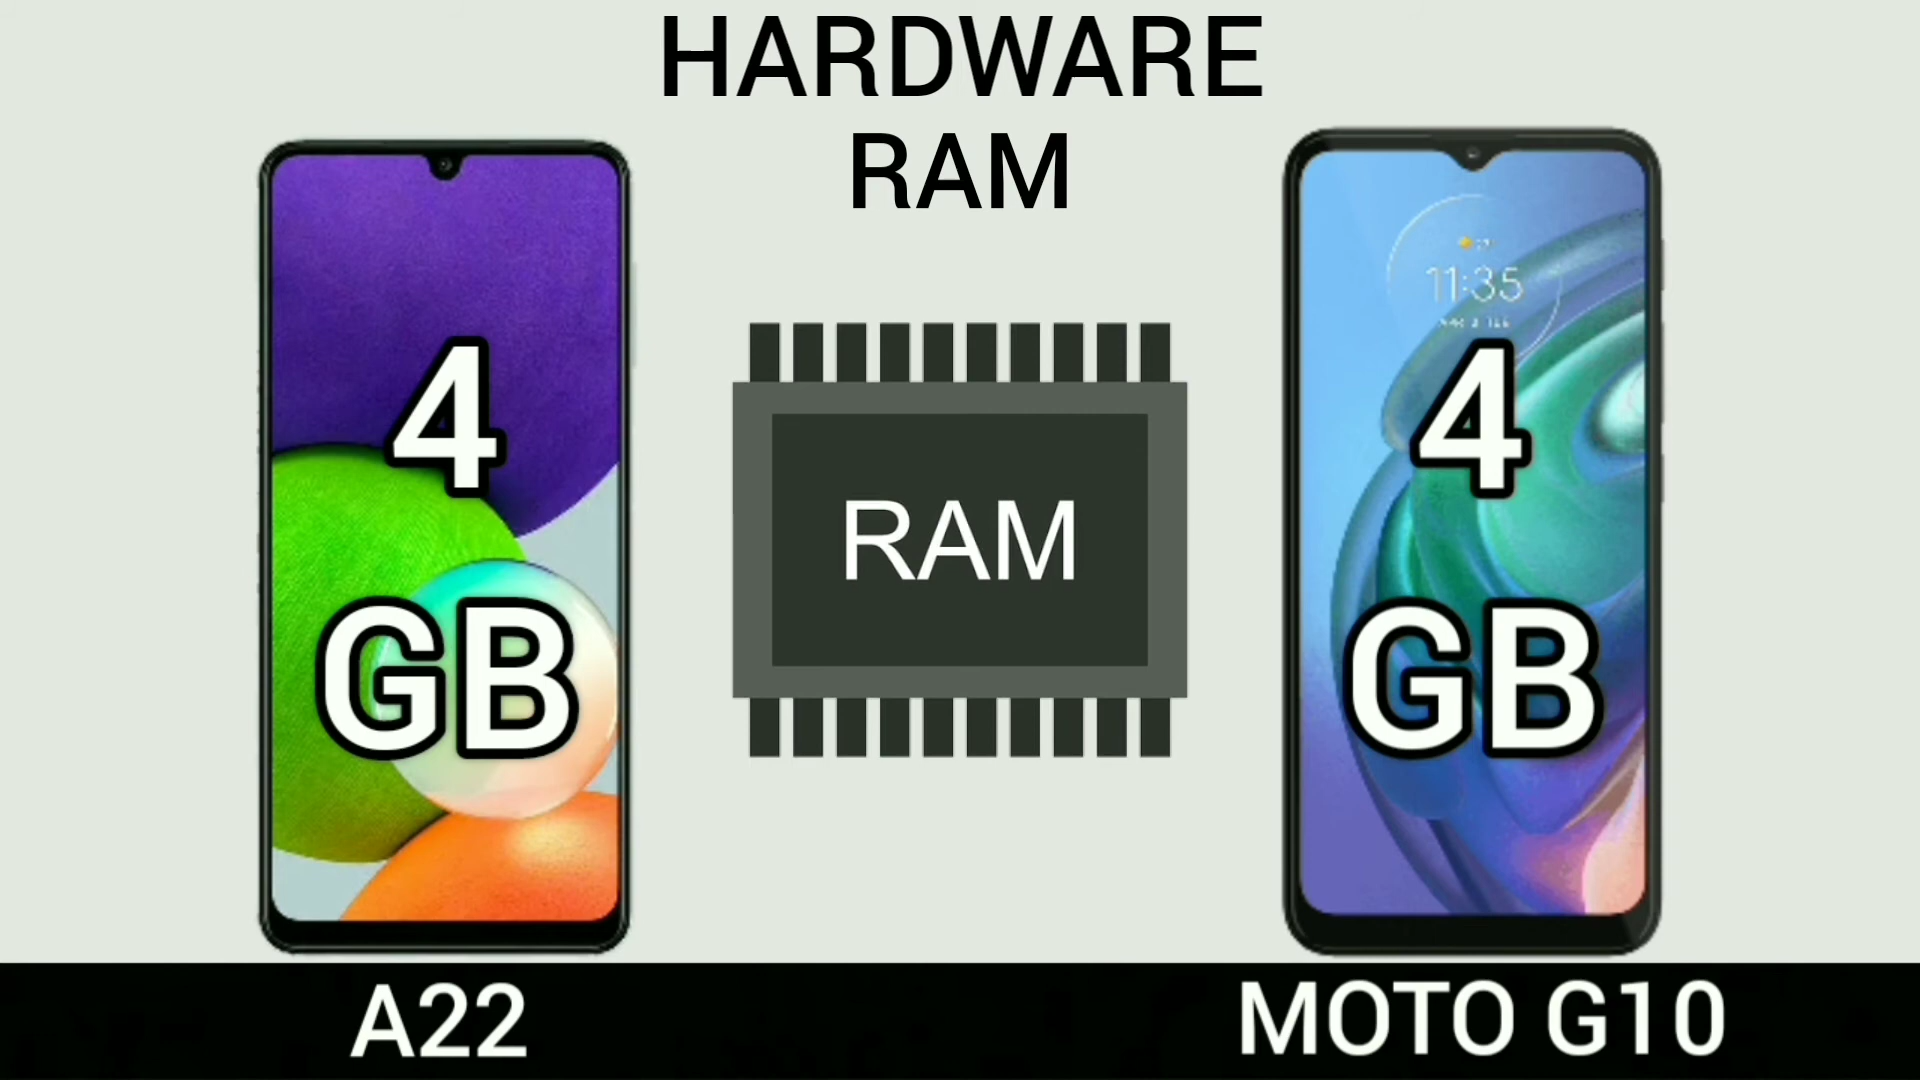 HARDWARE
RAM
11:35
4
GB
RAM
4
GB
A22
MOTO G10